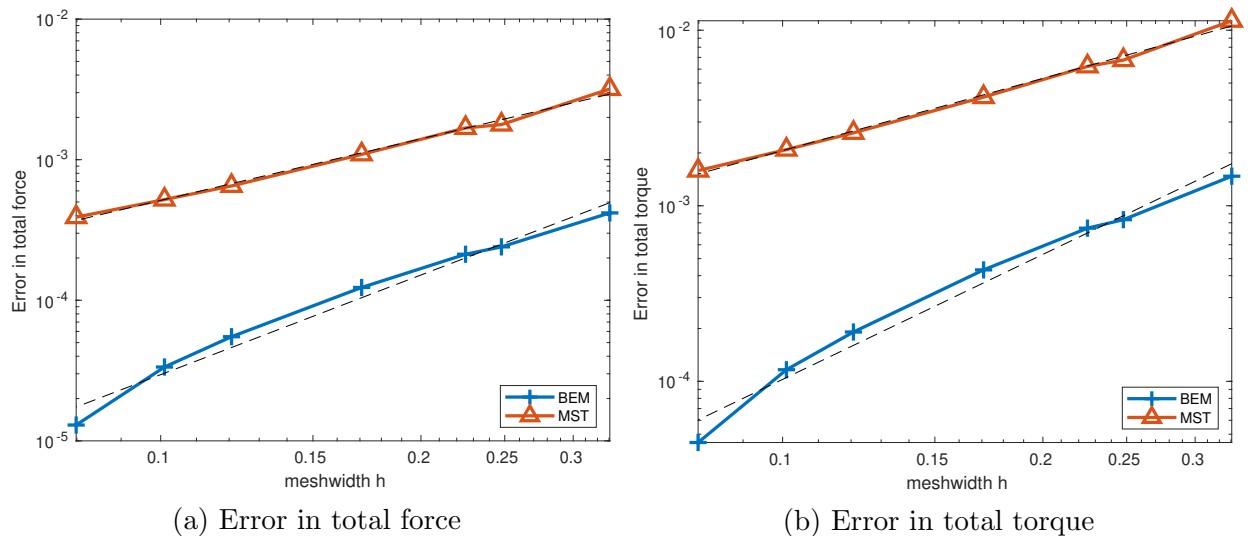 10^-2
10^-3
10^-4
10^-5
Error in total force
0.1 0.15 0.2 0.25 0.3
meshwidth h
BEM
MST
(a) Error in total force
10^-2
10^-3
10^-4
Error in total torque
0.1 0.15 0.2 0.25 0.3
meshwidth h
BEM
MST
(b) Error in total torque